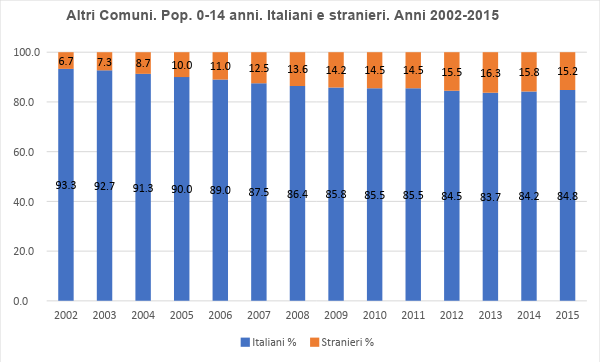 Altri Comuni. Pop. 0-14 anni. Italiani e stranieri. Anni 2002-2015
100.0
80.0
60.0
40.0
20.0
0.0
6.7 7.3 8.7 10.0 11.0 12.5 13.6 14.2 14.5 14.5 15.5 16.3 15.8 15.2
93.3 92.7 91.3 90.0 89.0 87.5 86.4 85.8 85.5 85.5 84.5 83.7 84.2 84.8
2002 2003 2004 2005 2006 2007 2008 2009 2010 2011 2012 2013 2014 2015
Italiani % Stranieri %